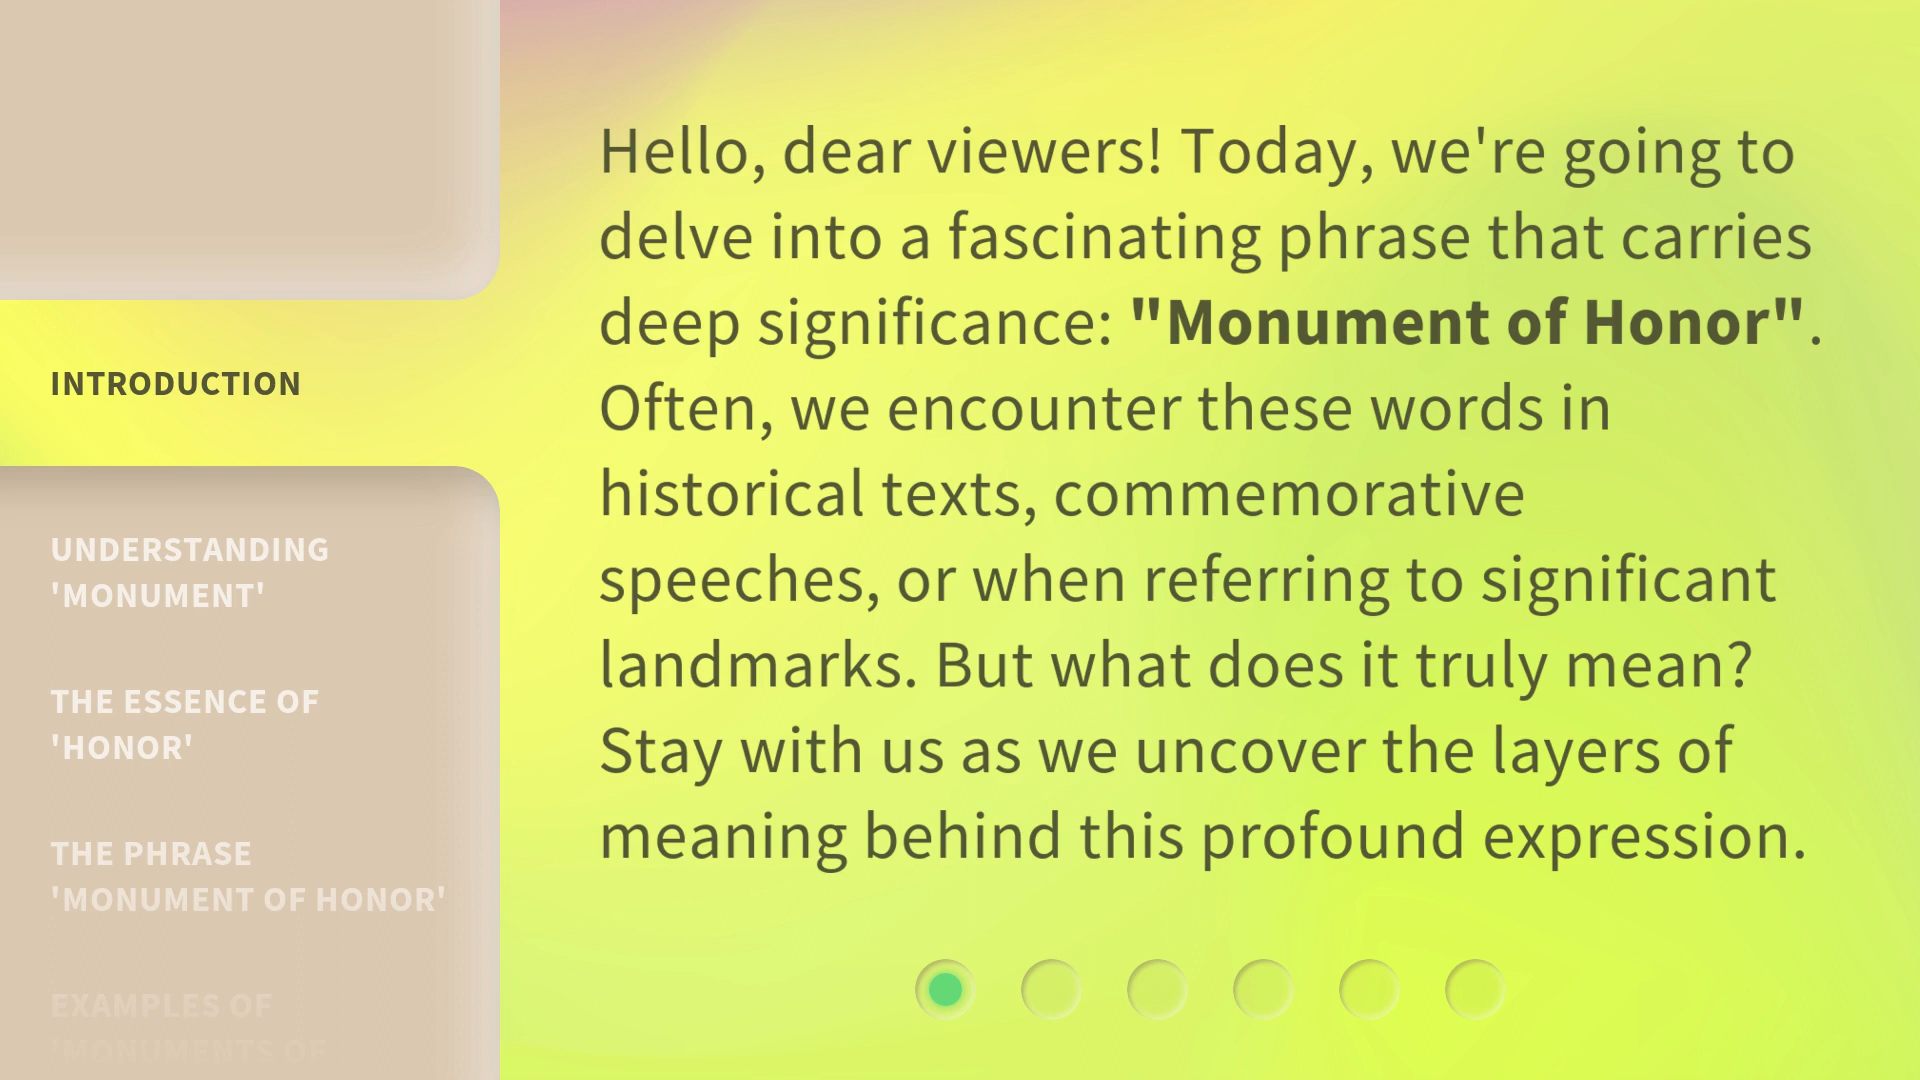 INTRODUCTION
UNDERSTANDING
'MONUMENT'
THE ESSENCE OF
'HONOR'
THE PHRASE
'MONUMENT OF HONOR'
EXAMPLES OF
'MONUMENTS OF
Hello, dear viewers! Today, we're going to
delve into a fascinating phrase that carries
deep significance: "Monument of Honor".
Often, we encounter these words in
historical texts, commemorative
speeches, or when referring to significant
landmarks. But what does it truly mean?
Stay with us as we uncover the layers of
meaning behind this profound expression.